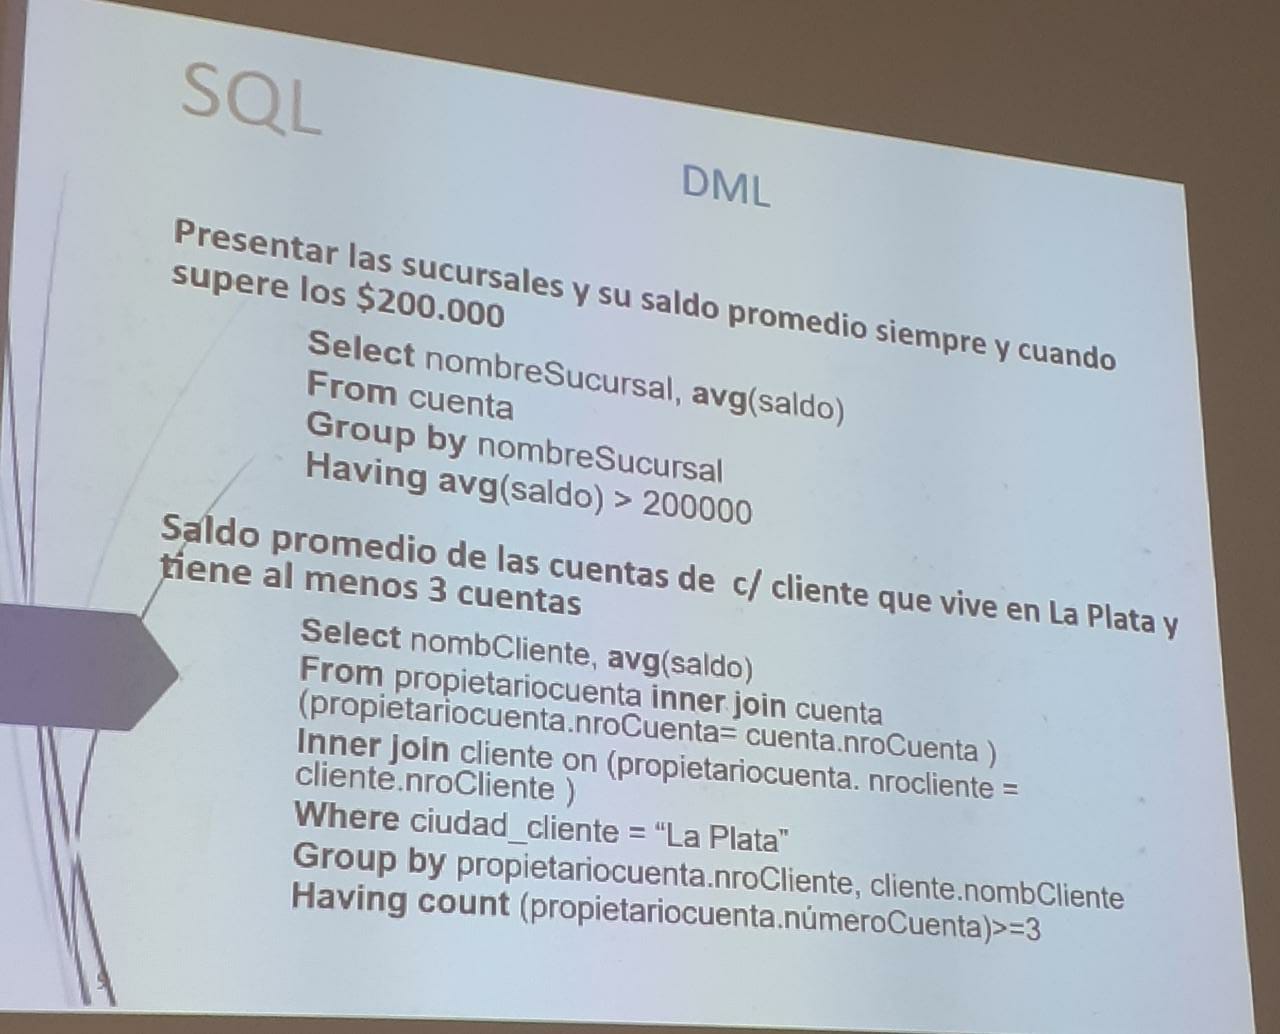 SQL
DML
Presentar las sucursales y su saldo promedio siempre y cuando
supere los $200.000
Select nombreSucursal, avg(saldo)
From cuenta
Group by nombreSucursal
Having avg(saldo) > 200000
Saldo promedio de las cuentas de c/ cliente que vive en La Plata y
tiene al menos 3 cuentas
Select nombCliente, avg(saldo)
From propietariocuenta inner join cuenta
(propietariocuenta.nroCuenta= cuenta.nroCuenta )
Inner join cliente on (propietariocuenta. nrocliente =
cliente.nroCliente )
Where ciudad_cliente = “La Plata”
Group by propietariocuenta.nroCliente, cliente.nombCliente
Having count (propietariocuenta.númeroCuenta)>=3